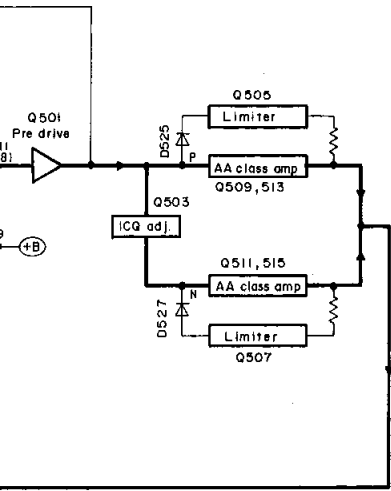 Q501
Pre drive
Q505
Limiter
D525
P
AA class amp
Q509,513
Q503
ICQ adj.
+B
Q511,515
N
AA class amp
D527
Limiter
Q507